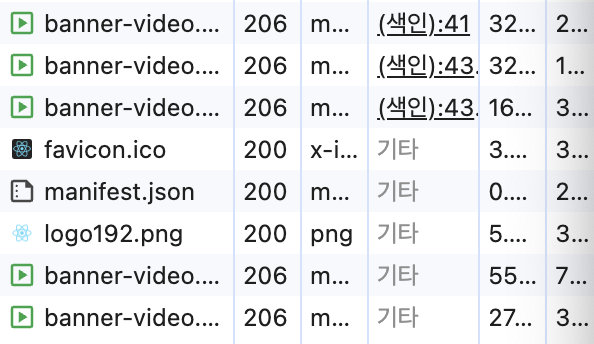 banner-video.... 206 m... (색인):41 32... 2...
banner-video.... 206 m... (색인):43. 32... 1...
banner-video.... 206 m... (색인):43. 16... 3...
favicon.ico 200 x-i... 기타 3.... 3...
manifest.json 200 m... 기타 0.... 2...
logo192.png 200 png 기타 5.... 3...
banner-video.... 206 m... 기타 55... 7...
banner-video.... 206 m... 기타 27... 3...